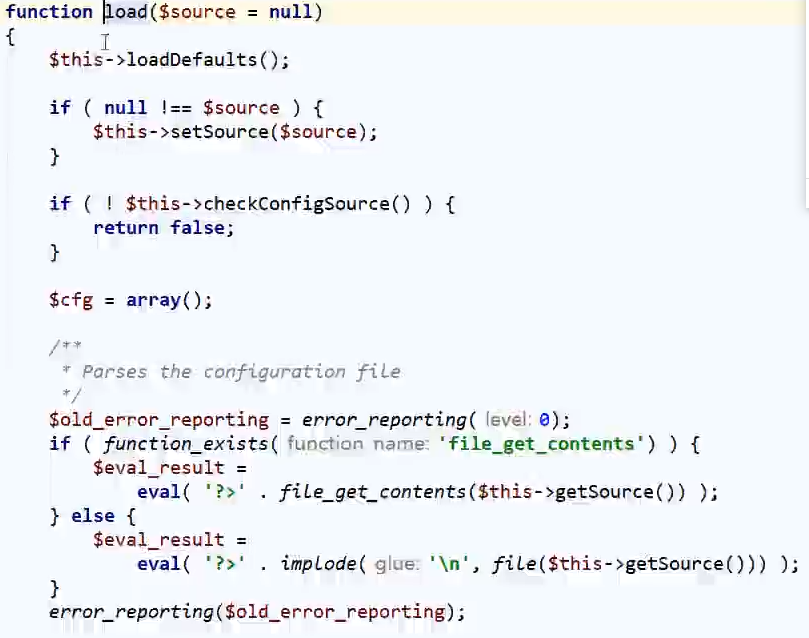 function load($source = null)
{
    $this->loadDefaults();

    if ( null !== $source ) {
        $this->setSource($source);
    }

    if ( ! $this->checkConfigSource() ) {
        return false;
    }

    $cfg = array();

    /**
     * Parses the configuration file
     */
    $old_error_reporting = error_reporting( level: 0);
    if ( function_exists( function name: 'file_get_contents') ) {
        $eval_result =
            eval( '?>' . file_get_contents($this->getSource()) );
    } else {
        $eval_result =
            eval( '?>' . implode( glue: '\n', file($this->getSource())) );
    }
    error_reporting($old_error_reporting);